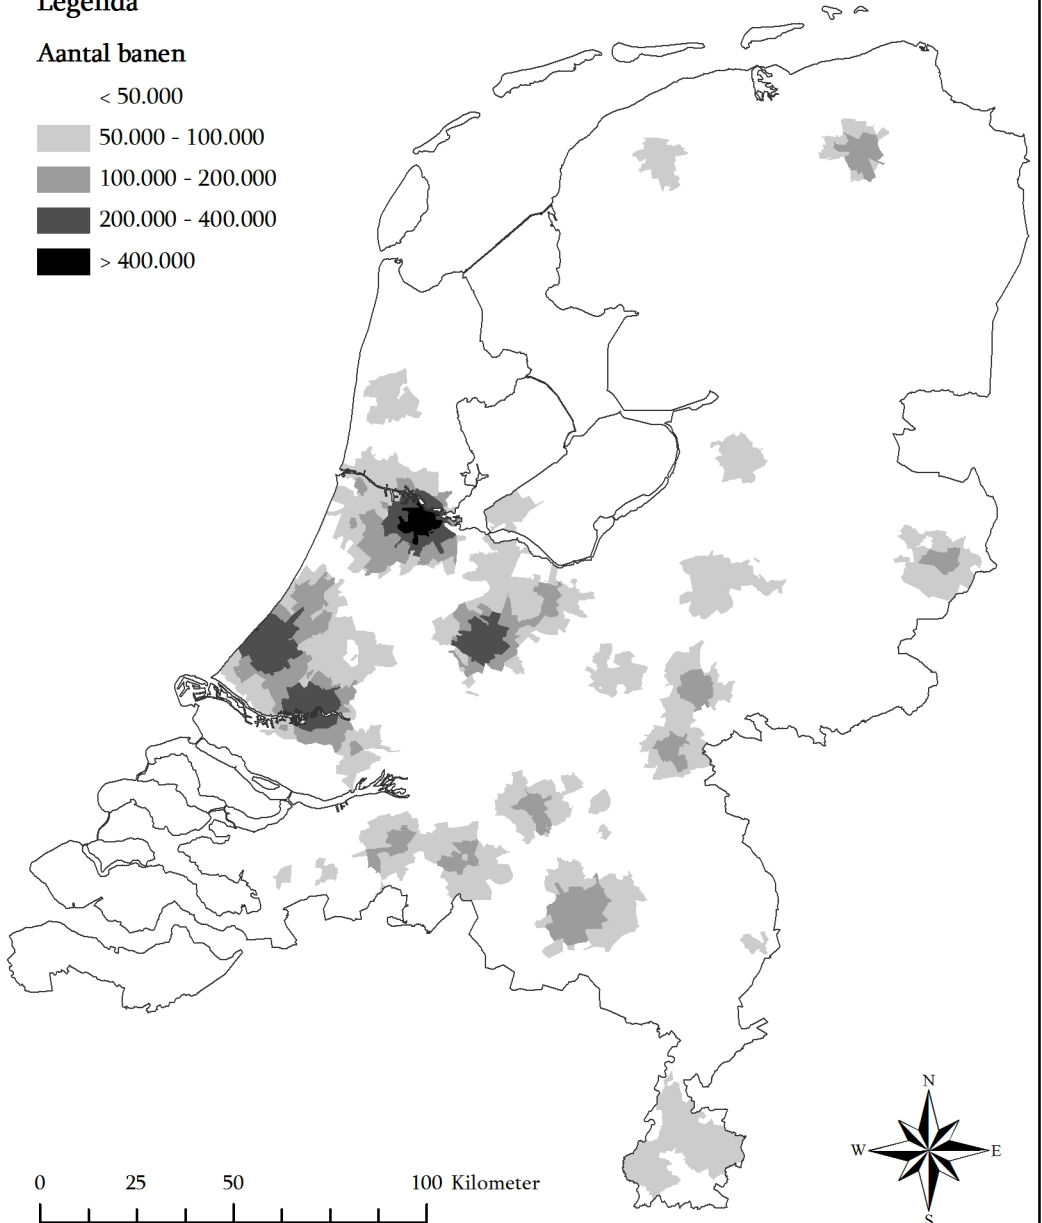 Legenda
Aantal banen
< 50.000
50.000 - 100.000
100.000 - 200.000
200.000 - 400.000
> 400.000
N
W E
S
0 25 50 100 Kilometer